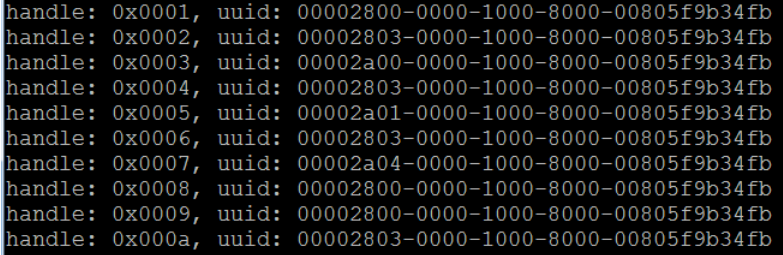 handle: 0x0001, uuid: 00002800-0000-1000-8000-00805f9b34fb
handle: 0x0002, uuid: 00002803-0000-1000-8000-00805f9b34fb
handle: 0x0003, uuid: 00002a00-0000-1000-8000-00805f9b34fb
handle: 0x0004, uuid: 00002803-0000-1000-8000-00805f9b34fb
handle: 0x0005, uuid: 00002a01-0000-1000-8000-00805f9b34fb
handle: 0x0006, uuid: 00002803-0000-1000-8000-00805f9b34fb
handle: 0x0007, uuid: 00002a04-0000-1000-8000-00805f9b34fb
handle: 0x0008, uuid: 00002800-0000-1000-8000-00805f9b34fb
handle: 0x0009, uuid: 00002800-0000-1000-8000-00805f9b34fb
handle: 0x000a, uuid: 00002803-0000-1000-8000-00805f9b34fb